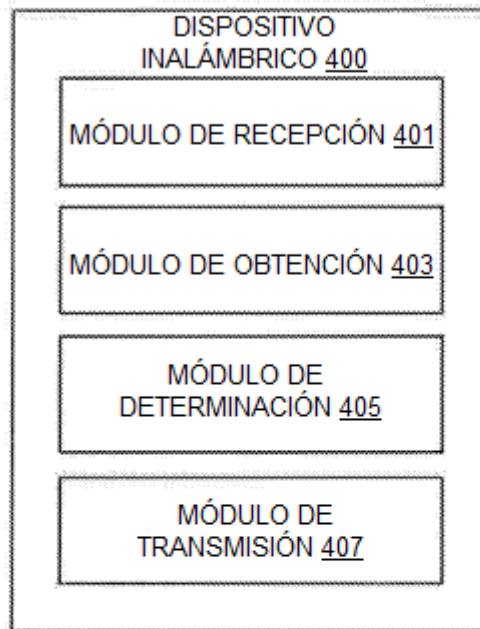 DISPOSITIVO
INALÁMBRICO 400
MÓDULO DE RECEPCIÓN 401
MÓDULO DE OBTENCIÓN 403
MÓDULO DE
DETERMINACIÓN 405
MÓDULO DE
TRANSMISIÓN 407